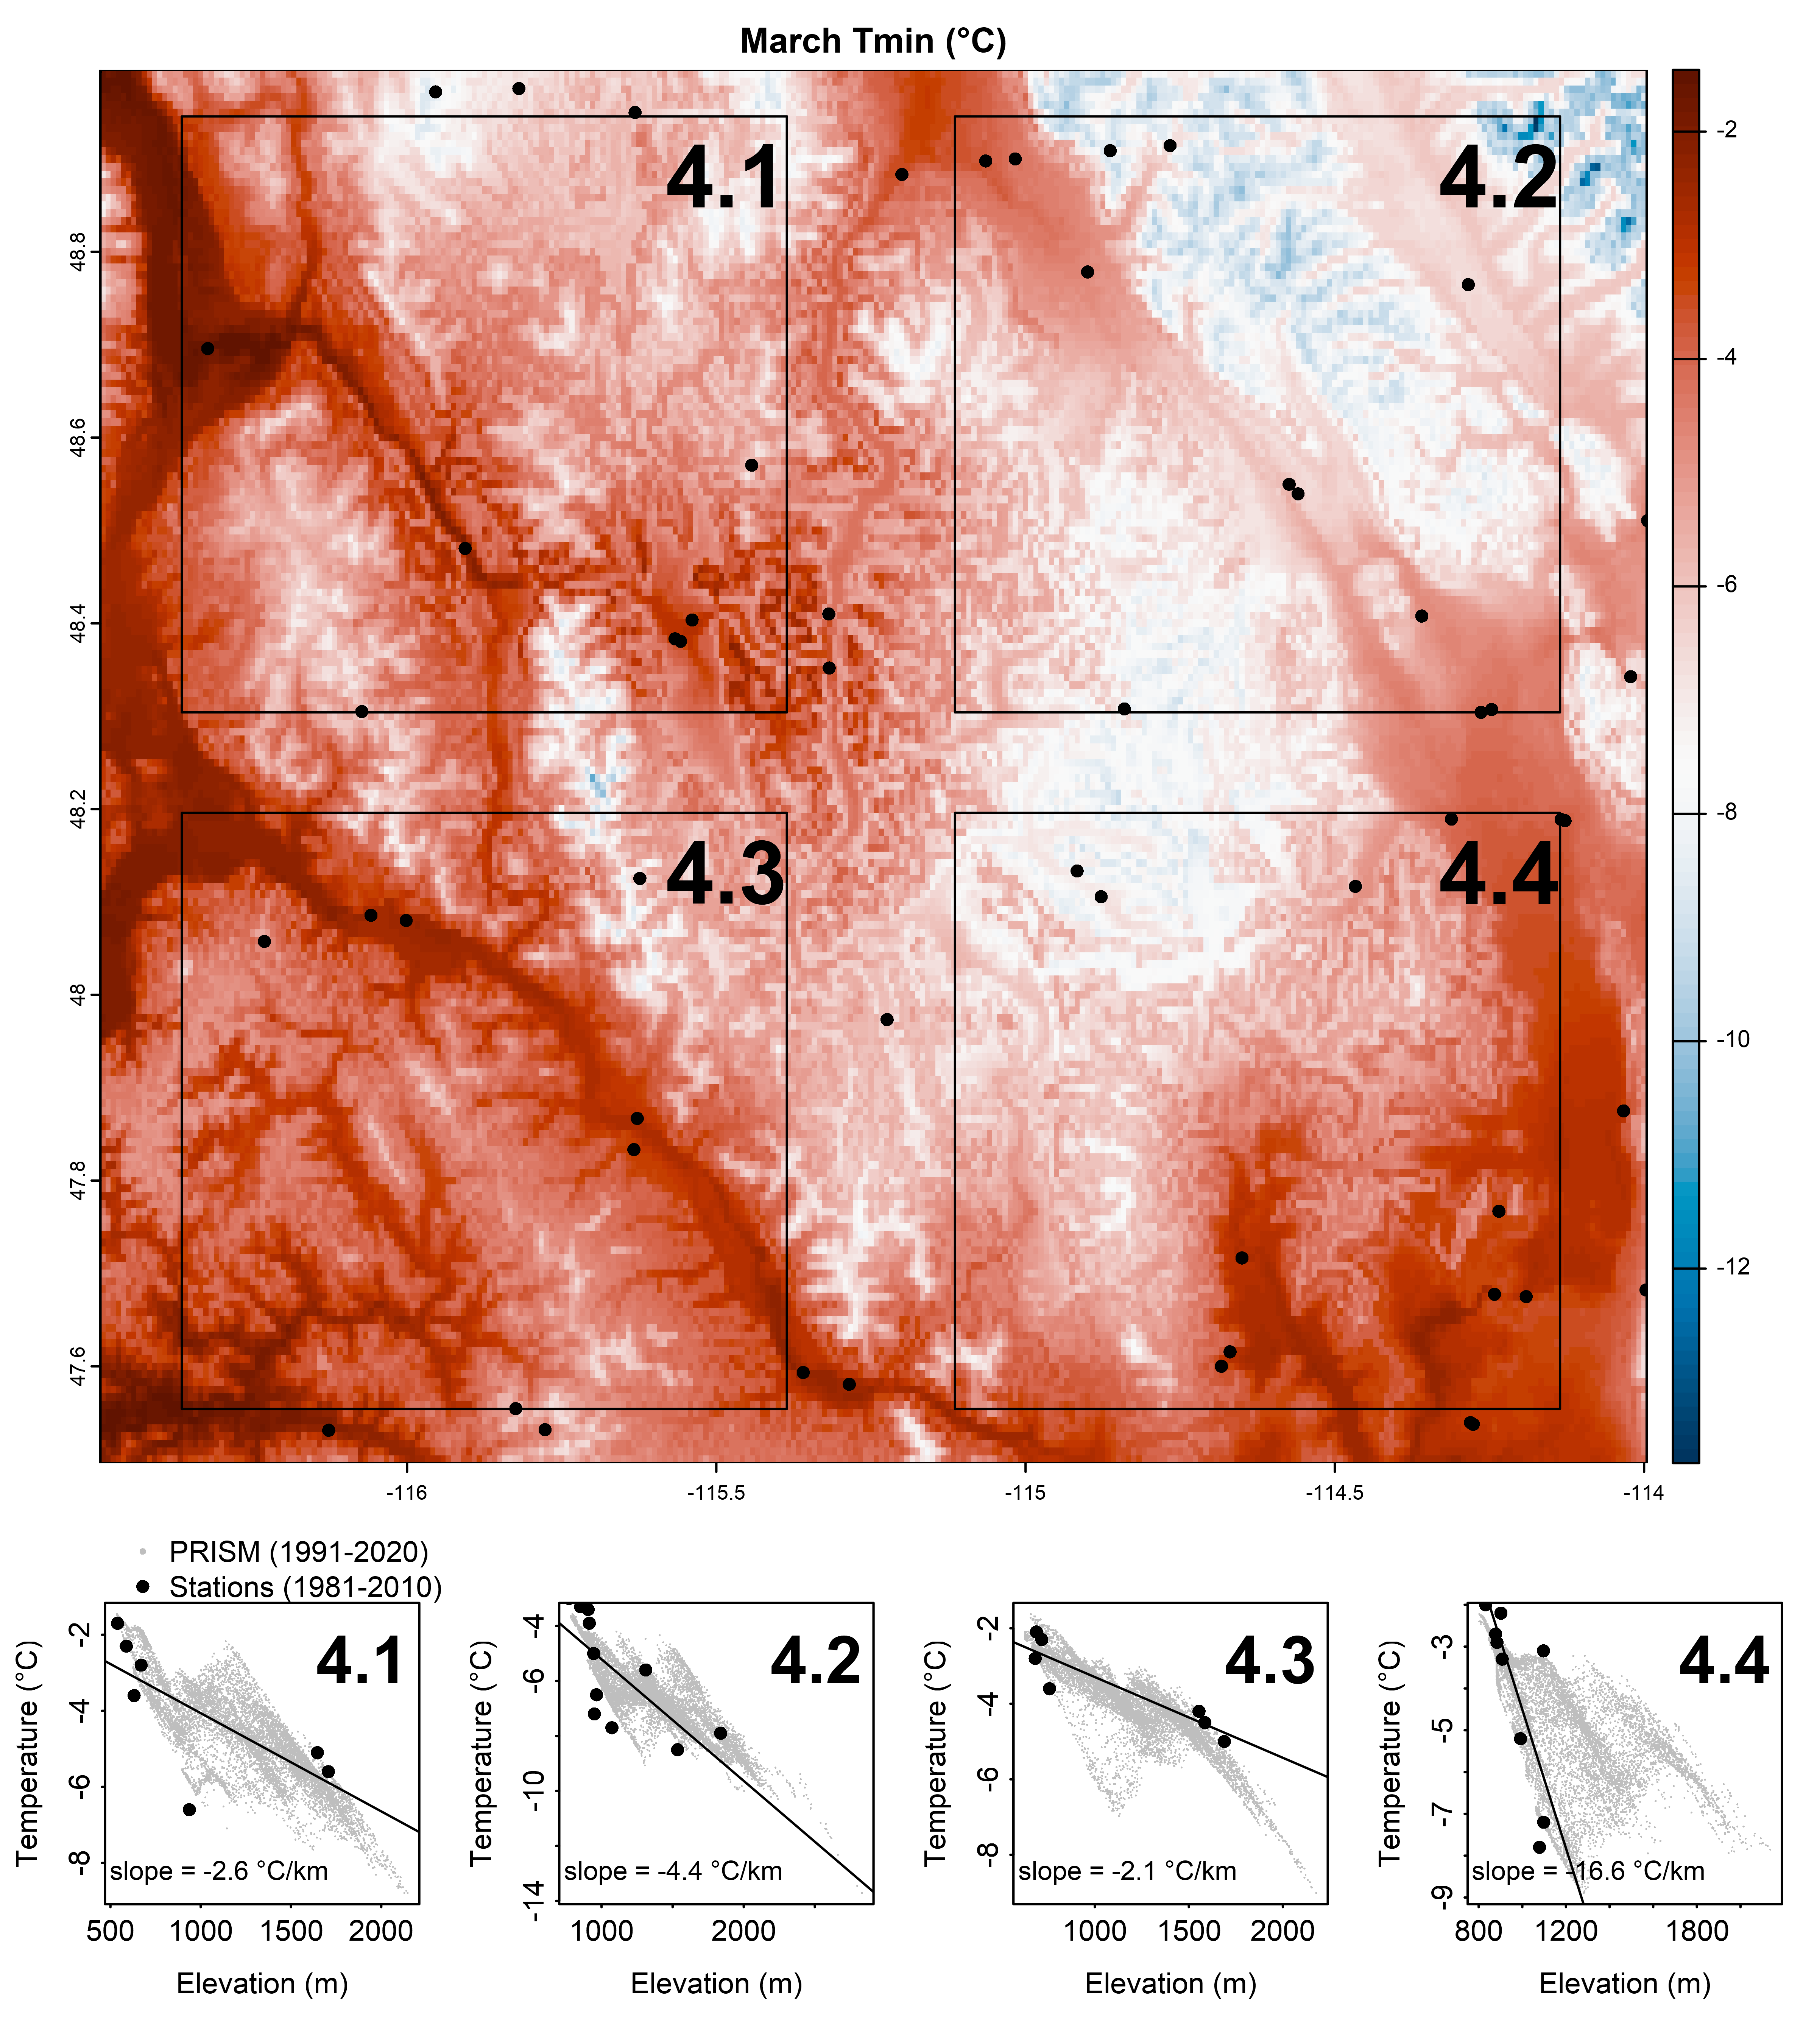 March Tmin (°C)
4.1
4.2
4.3
4.4
48.8
48.6
48.4
48.2
48
47.8
47.6
-116
-115.5
-115
-114.5
-114
-2
-4
-6
-8
-10
-12
PRISM (1991-2020)
Stations (1981-2010)
Temperature (°C)
-2
-4
-6
-8
4.1
slope = -2.6 °C/km
500 1000 1500 2000
Elevation (m)
Temperature (°C)
-4
-6
-10
-14
4.2
slope = -4.4 °C/km
1000 2000
Elevation (m)
Temperature (°C)
-2
-4
-6
-8
4.3
slope = -2.1 °C/km
1000 1500 2000
Elevation (m)
Temperature (°C)
-3
-5
-7
-9
4.4
slope = -16.6 °C/km
800 1200 1800
Elevation (m)